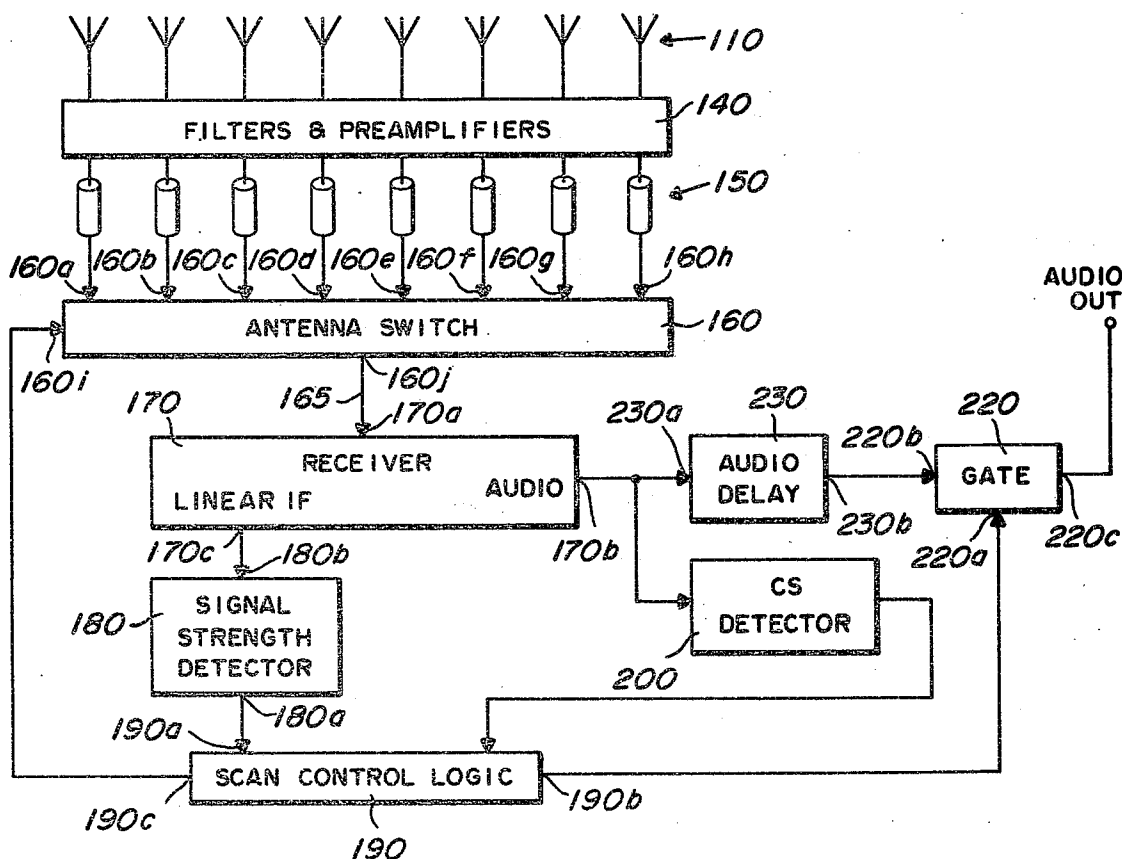 110
140
FILTERS & PREAMPLIFIERS
150
160a 160b 160c 160d 160e 160f 160g 160h
AUDIO OUT
ANTENNA SWITCH
160
160i
160j
165
170
170a
230a
230
220b
220
RECEIVER
LINEAR IF
AUDIO
AUDIO DELAY
GATE
170c
180b
170b
230b
220a
220c
180
SIGNAL STRENGTH DETECTOR
CS DETECTOR
200
180a
190a
SCAN CONTROL LOGIC
190c
190
190b